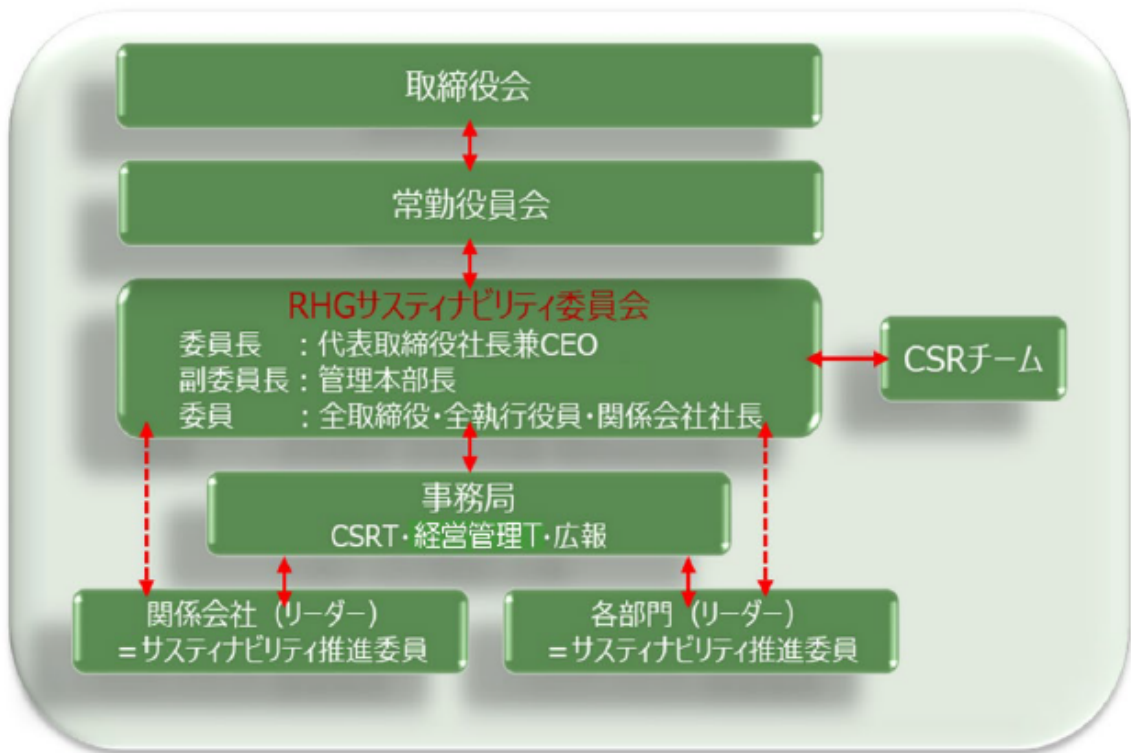 取締役会
常勤役員会
RHGサスティナビリティ委員会
委員長　：代表取締役社長兼CEO
副委員長：管理本部長
委員　　：全取締役・全執行役員・関係会社社長
CSRチーム
事務局
CSRT・経営管理T・広報
関係会社（リーダー）
＝サスティナビリティ推進委員
各部門（リーダー）
＝サスティナビリティ推進委員